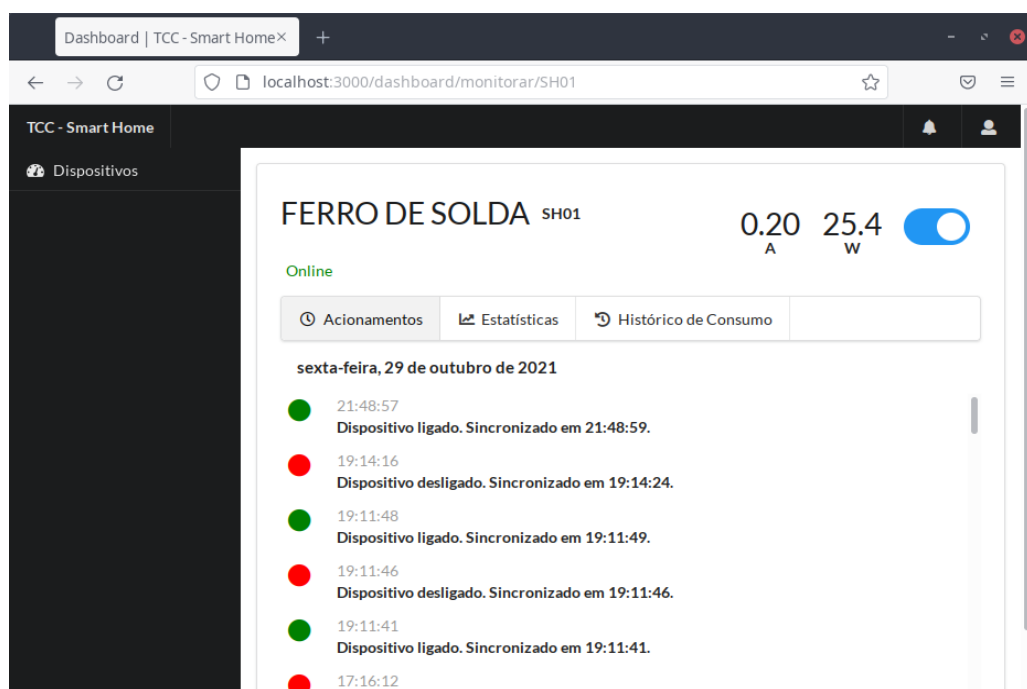 Dashboard | TCC - Smart Home
localhost:3000/dashboard/monitorar/SH01
TCC - Smart Home
Dispositivos
FERRO DE SOLDA SH01
0.20 25.4
A W
Online
Acionamentos Estatísticas Histórico de Consumo
sexta-feira, 29 de outubro de 2021
21:48:57
Dispositivo ligado. Sincronizado em 21:48:59.
19:14:16
Dispositivo desligado. Sincronizado em 19:14:24.
19:11:48
Dispositivo ligado. Sincronizado em 19:11:49.
19:11:46
Dispositivo desligado. Sincronizado em 19:11:46.
19:11:41
Dispositivo ligado. Sincronizado em 19:11:41.
17:16:12